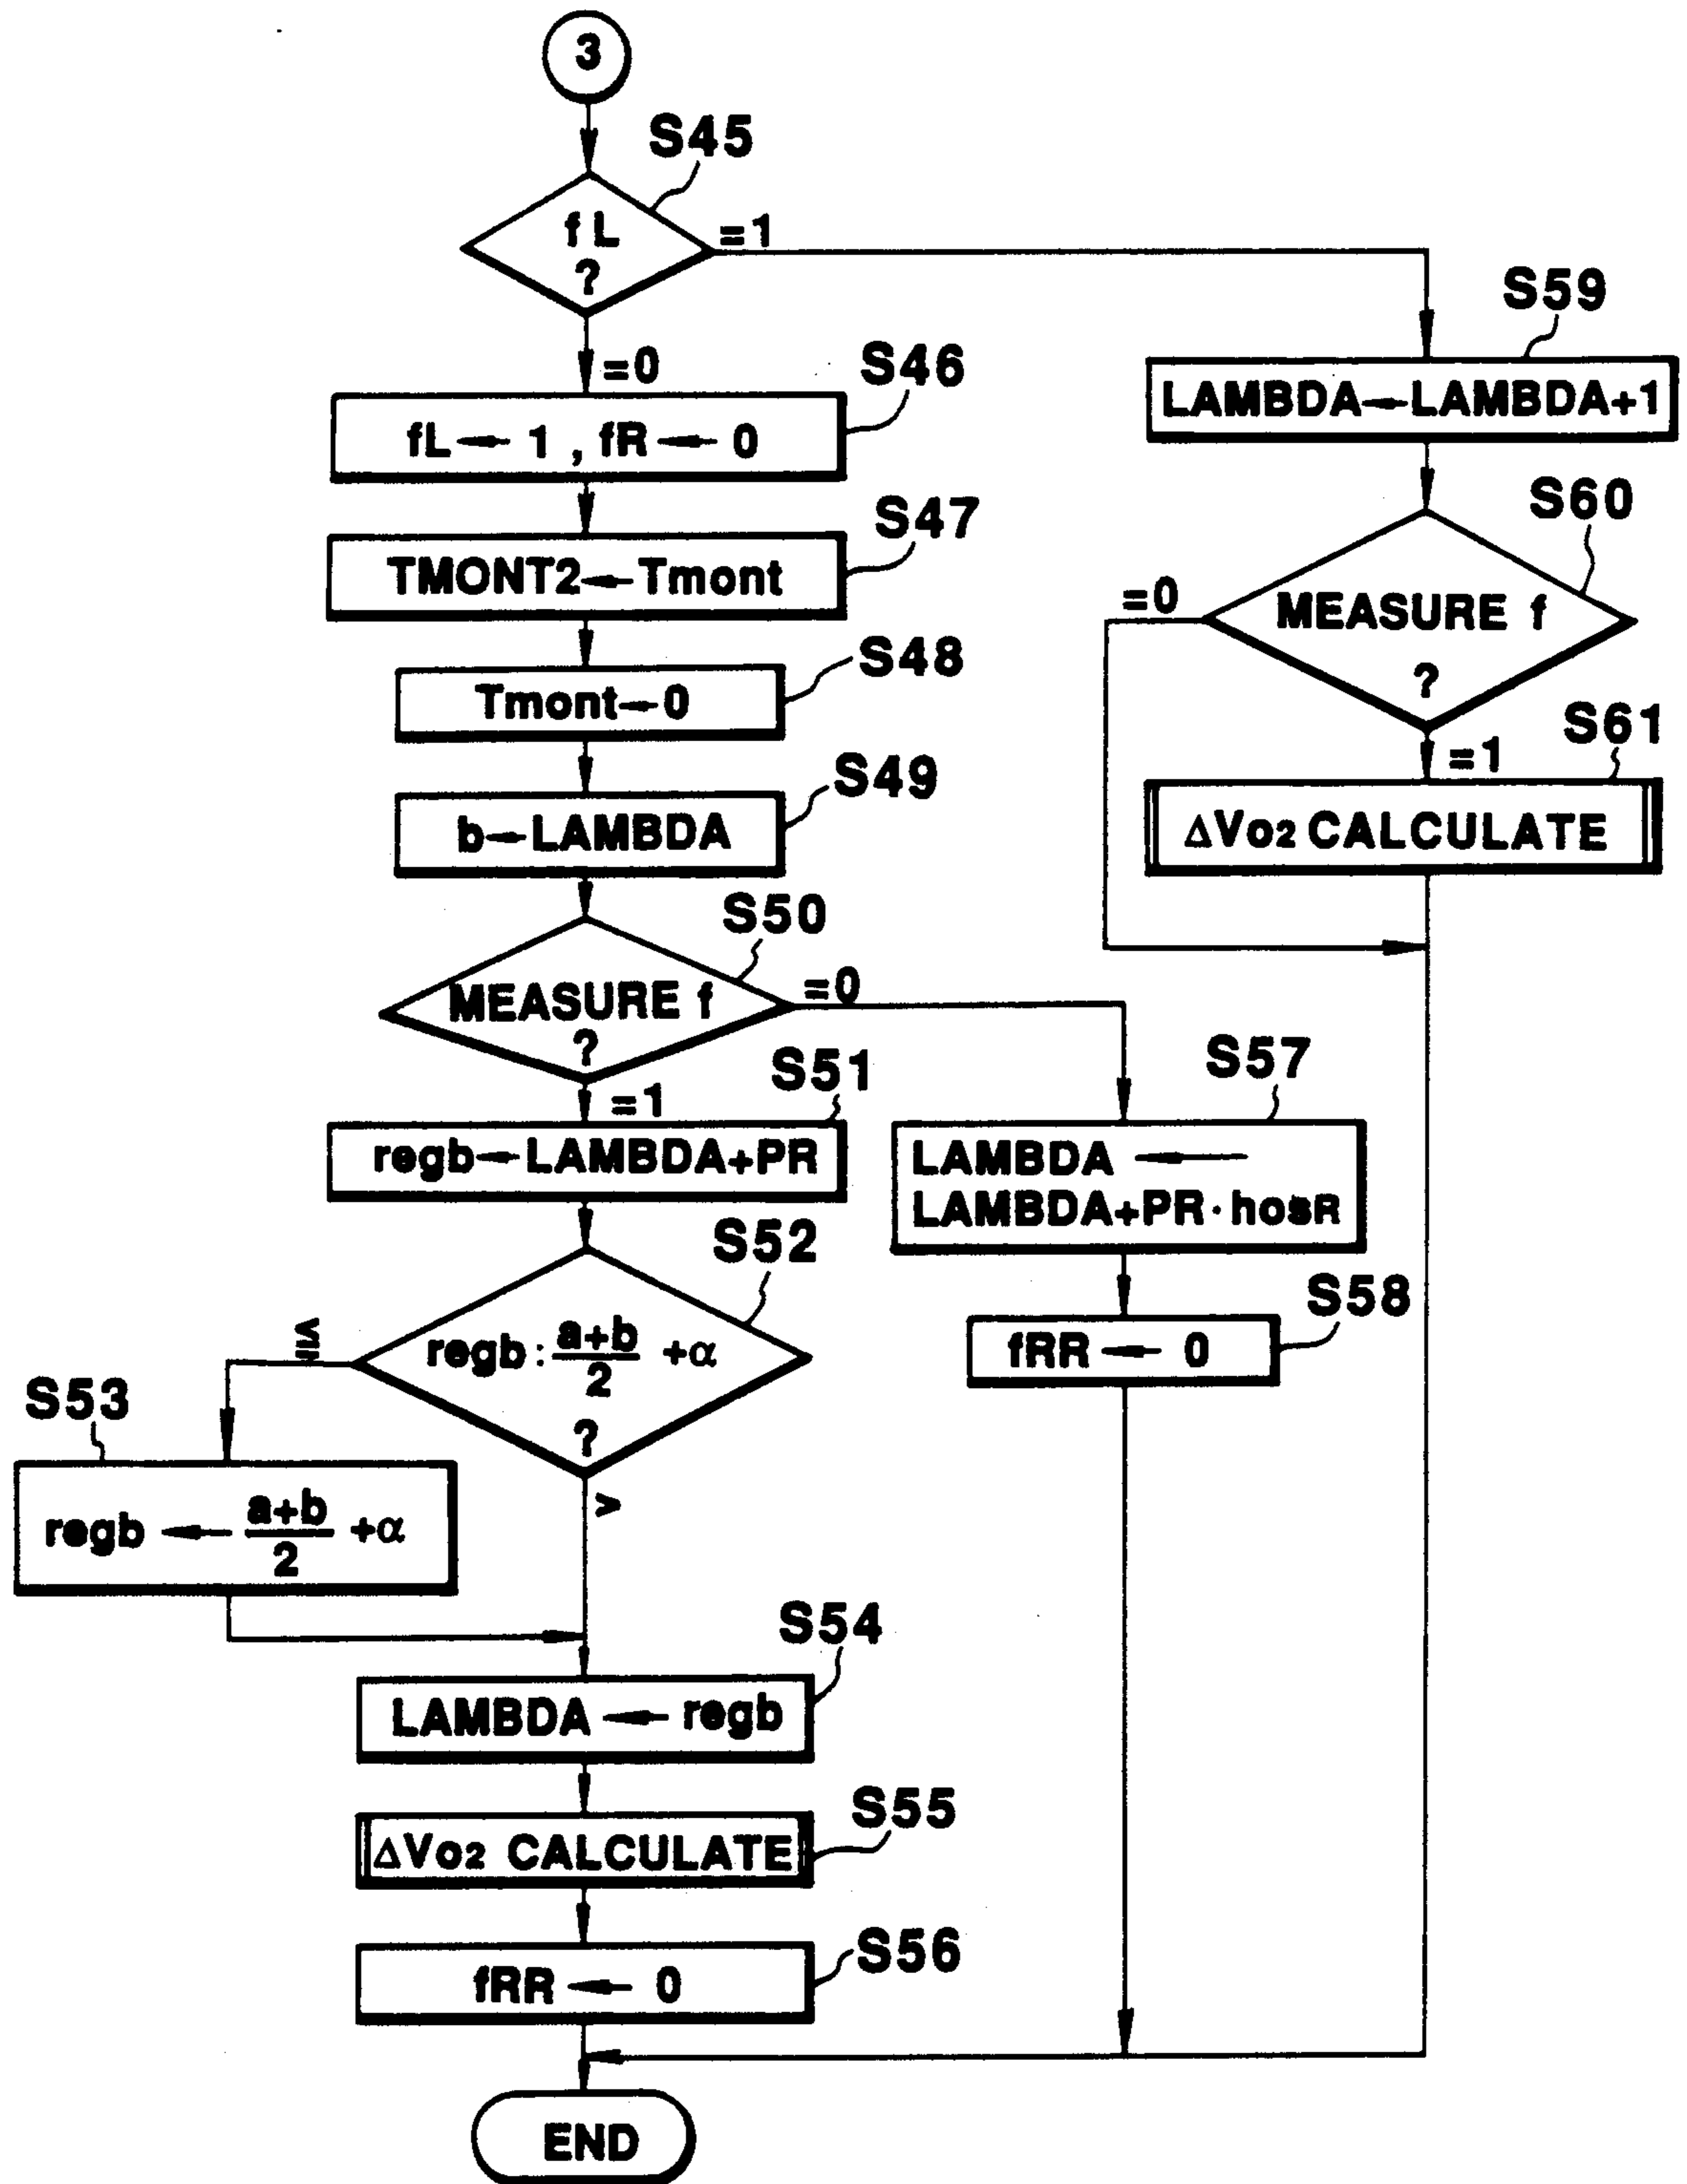 3
S45
fL
?
=1
=0
S46
fL ← 1 , fR ← 0
S47
TMONT2 ← Tmont
S48
Tmont ← 0
S49
b ← LAMBDA
S50
MEASURE f
?
=0
=1
S51
regb ← LAMBDA+PR
S52
regb : a+b/2 +α
?
≦
>
S53
regb ← a+b/2 +α
S54
LAMBDA ← regb
S55
ΔVo2 CALCULATE
S56
fRR ← 0
S57
LAMBDA ←
LAMBDA+PR·hosR
S58
fRR ← 0
S59
LAMBDA ← LAMBDA+1
S60
MEASURE f
?
=0
=1
S61
ΔVo2 CALCULATE
END